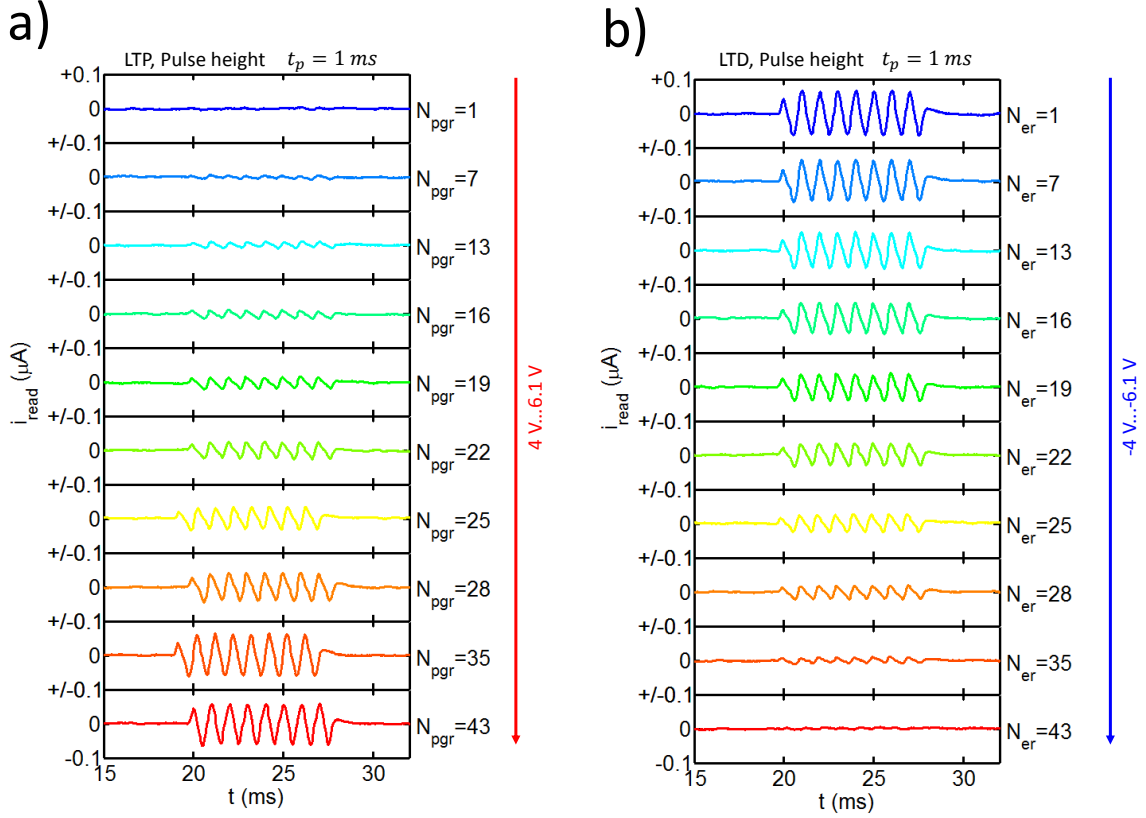 a)
LTP, Pulse height t_p = 1 ms
+0.1
0
N_pgr=1
+/-0.1
0
N_pgr=7
+/-0.1
0
N_pgr=13
+/-0.1
0
N_pgr=16
+/-0.1
0
N_pgr=19
+/-0.1
0
N_pgr=22
+/-0.1
0
N_pgr=25
+/-0.1
0
N_pgr=28
+/-0.1
0
N_pgr=35
+/-0.1
0
N_pgr=43
-0.1
15 20 25 30
t (ms)
i_read (μA)
4 V...6.1 V
b)
LTD, Pulse height t_p = 1 ms
+0.1
0
N_er=1
+/-0.1
0
N_er=7
+/-0.1
0
N_er=13
+/-0.1
0
N_er=16
+/-0.1
0
N_er=19
+/-0.1
0
N_er=22
+/-0.1
0
N_er=25
+/-0.1
0
N_er=28
+/-0.1
0
N_er=35
+/-0.1
0
N_er=43
-0.1
15 20 25 30
t (ms)
i_read (μA)
-4 V...-6.1 V